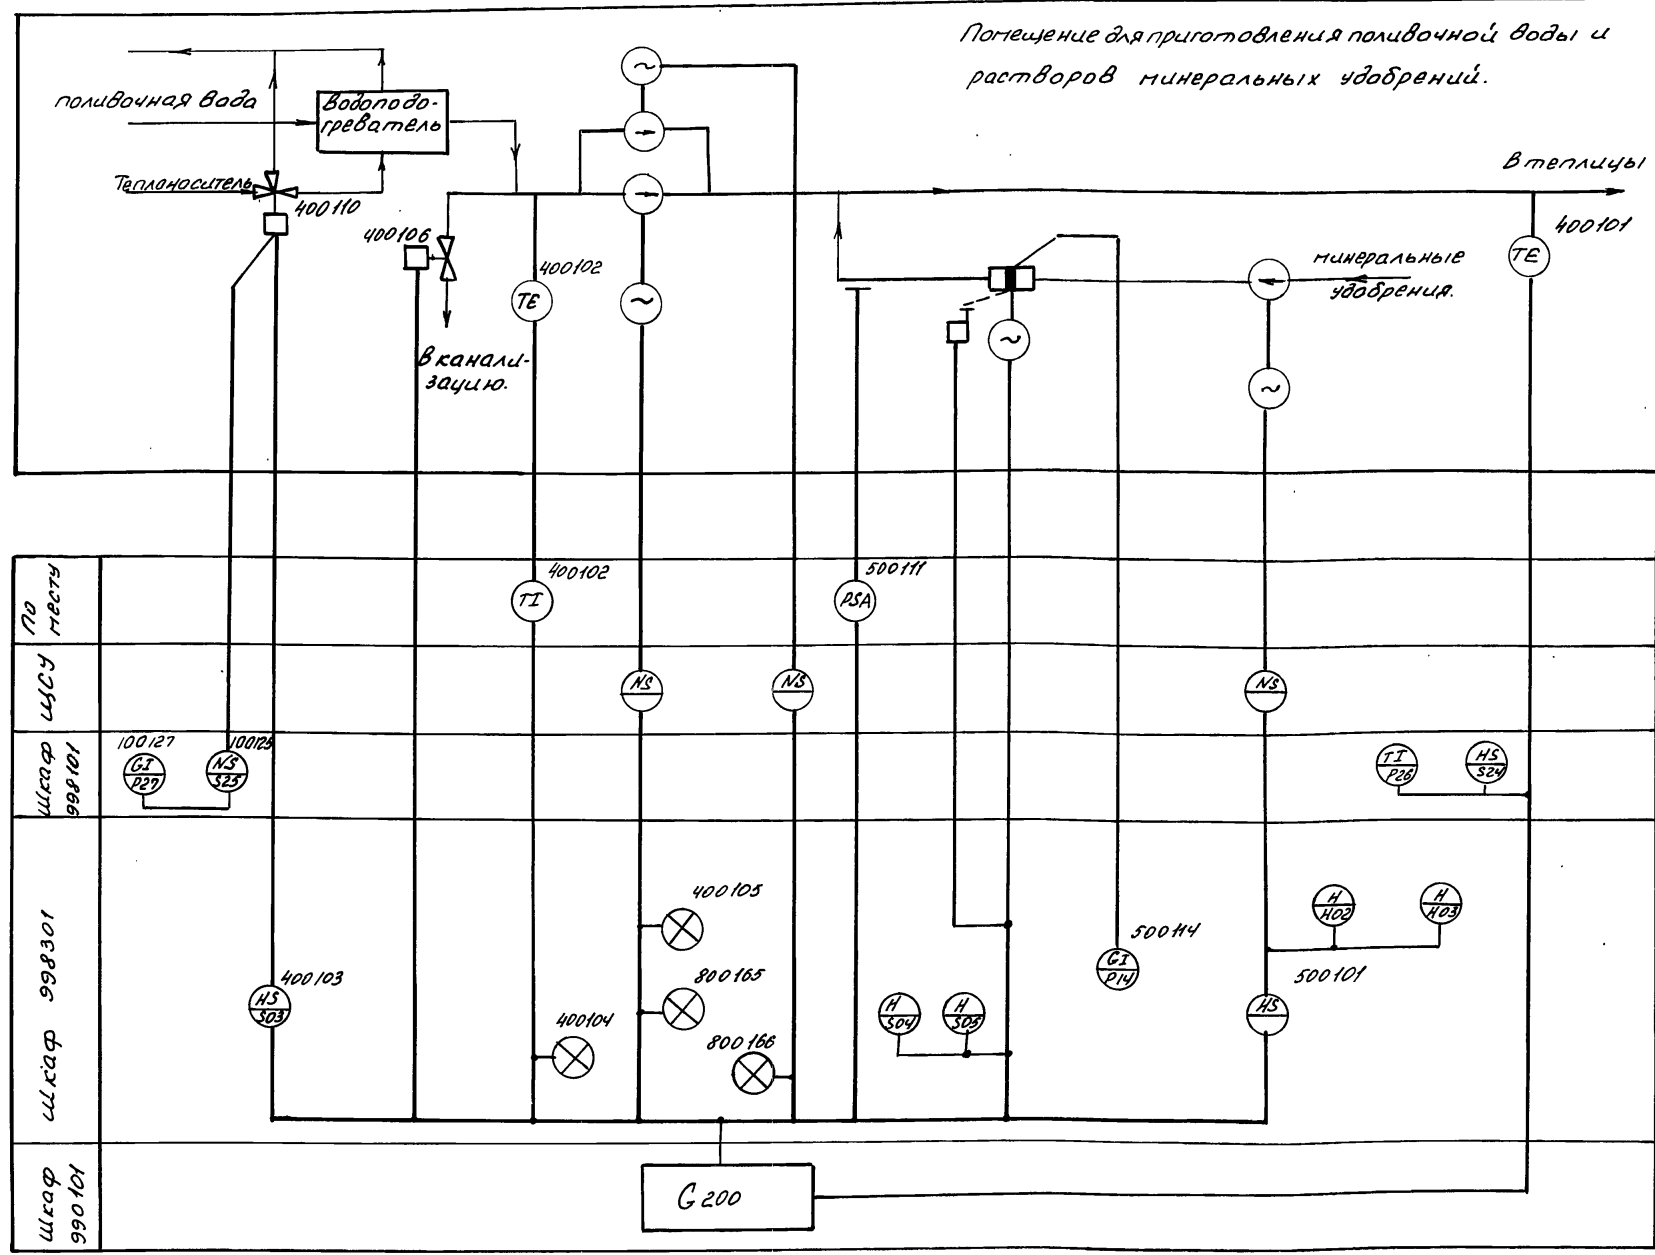 Помещение для приготовления поливочной воды и
растворов минеральных удобрений.
поливочная вода
Водоподо-
греватель
Теплоноситель
400110
400106
400102
TE
В канали-
зацию.
~
~
~
~
В теплицы
400101
TE
минеральные
удобрения.
По
месту
400102
TI
500111
PSA
ЦСУ
NS
NS
NS
Шкаф
998101
100127
GI
P27
100125
NS
S25
TI
P26
HS
S24
Шкаф 998301
400105
800165
400104
800166
400103
HS
S03
H
S04
H
S05
500114
GI
P14
H
H02
H
H03
500101
HS
Шкаф
990101
G200